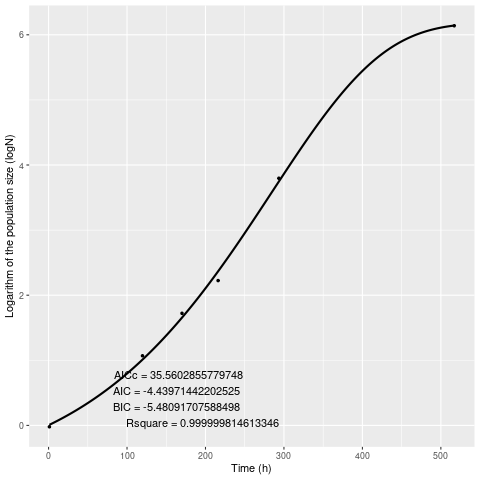 6
4
2
0
Logarithm of the population size (logN)
AICc = 35.5602855779748
AIC = -4.43971442202525
BIC = -5.48091707588498
Rsquare = 0.999999814613346
0 100 200 300 400 500
Time (h)